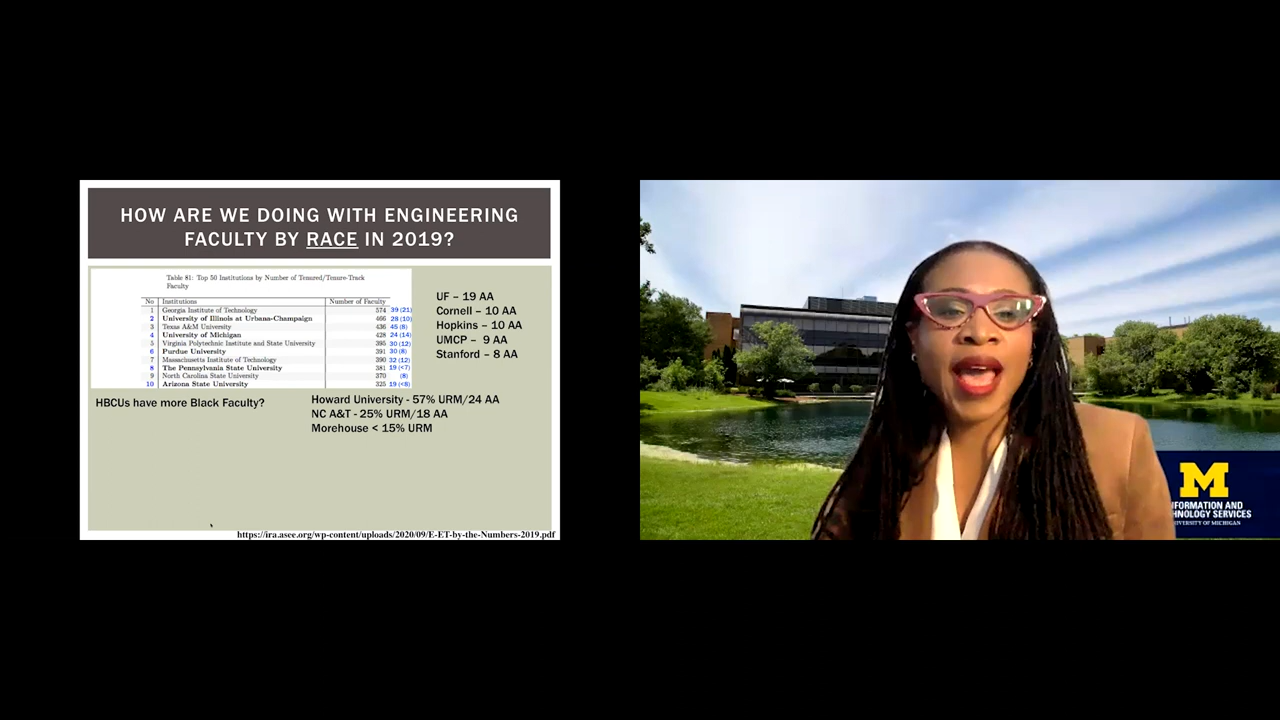 HOW ARE WE DOING WITH ENGINEERING
FACULTY BY RACE IN 2019?
Table 81: Top 50 Institutions by Number of Tenured/Tenure-Track
Faculty
No Institutions Number of Faculty
1 Georgia Institute of Technology 574 39 (21)
2 University of Illinois at Urbana-Champaign 466 28 (10)
3 Texas A&M University 436 45 (8)
4 University of Michigan 428 24 (14)
5 Virginia Polytechnic Institute and State University 395 30 (12)
6 Purdue University 391 30 (8)
7 Massachusetts Institute of Technology 390 32 (12)
8 The Pennsylvania State University 381 19 (<7)
9 North Carolina State University 370 (8)
10 Arizona State University 325 19 (<8)
UF – 19 AA
Cornell – 10 AA
Hopkins – 10 AA
UMCP – 9 AA
Stanford – 8 AA
HBCUs have more Black Faculty?
Howard University - 57% URM/24 AA
NC A&T - 25% URM/18 AA
Morehouse < 15% URM
https://ira.asee.org/wp-content/uploads/2020/09/E-ET-by-the-Numbers-2019.pdf
M
NFORMATION AND
HNOLOGY SERVICES
IVERSITY OF MICHIGAN